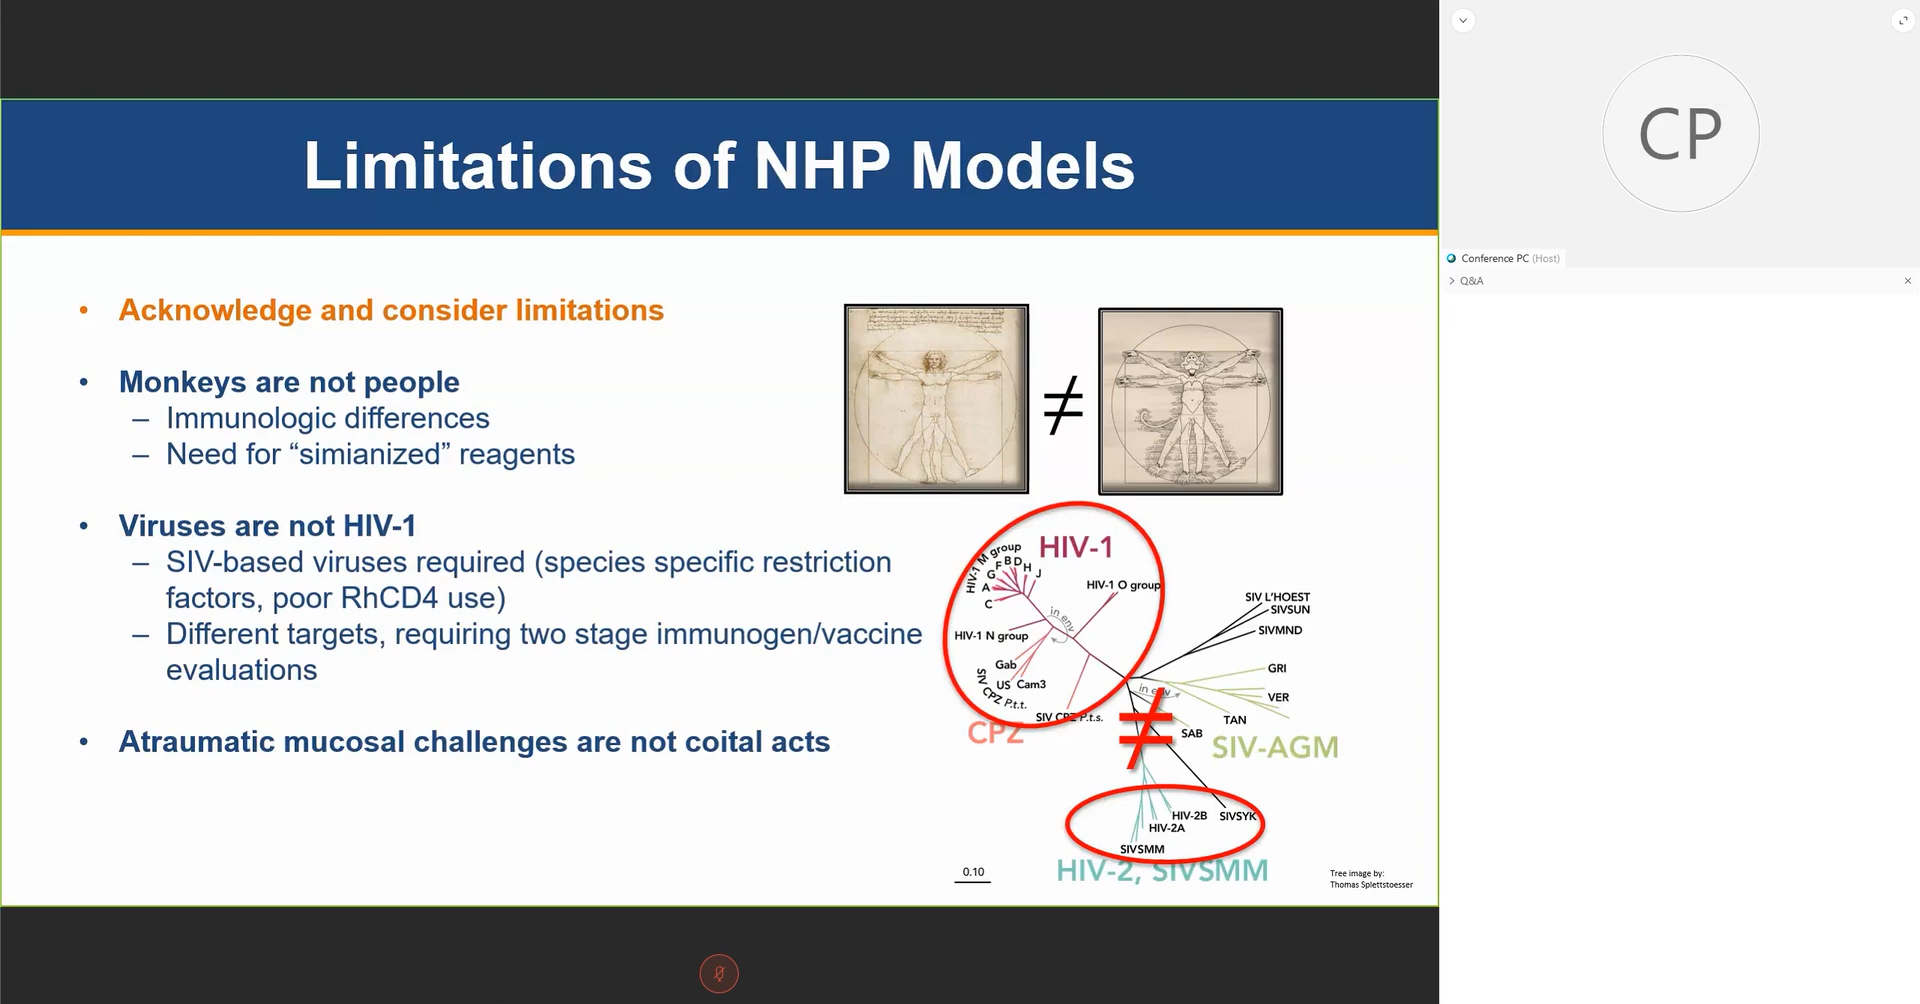 Limitations of NHP Models
• Acknowledge and consider limitations
• Monkeys are not people
– Immunologic differences
– Need for “simianized” reagents
• Viruses are not HIV-1
– SIV-based viruses required (species specific restriction
factors, poor RhCD4 use)
– Different targets, requiring two stage immunogen/vaccine
evaluations
• Atraumatic mucosal challenges are not coital acts
≠
HIV-1
HIV-1 M group
A
C
G
F
B
D
H
J
HIV-1 O group
in env
HIV-1 N group
Gab
US
Cam3
SIV CPZ P.t.t.
SIV CPZ P.t.s.
CPZ
SIV L’HOEST
SIVSUN
SIVMND
GRI
VER
TAN
in env
SAB
SIV-AGM
≠
HIV-2B
SIVSYK
HIV-2A
SIVSMM
HIV-2, SIVSMM
0.10
Tree image by:
Thomas Splettstoesser
CP
Conference PC (Host)
Q&A